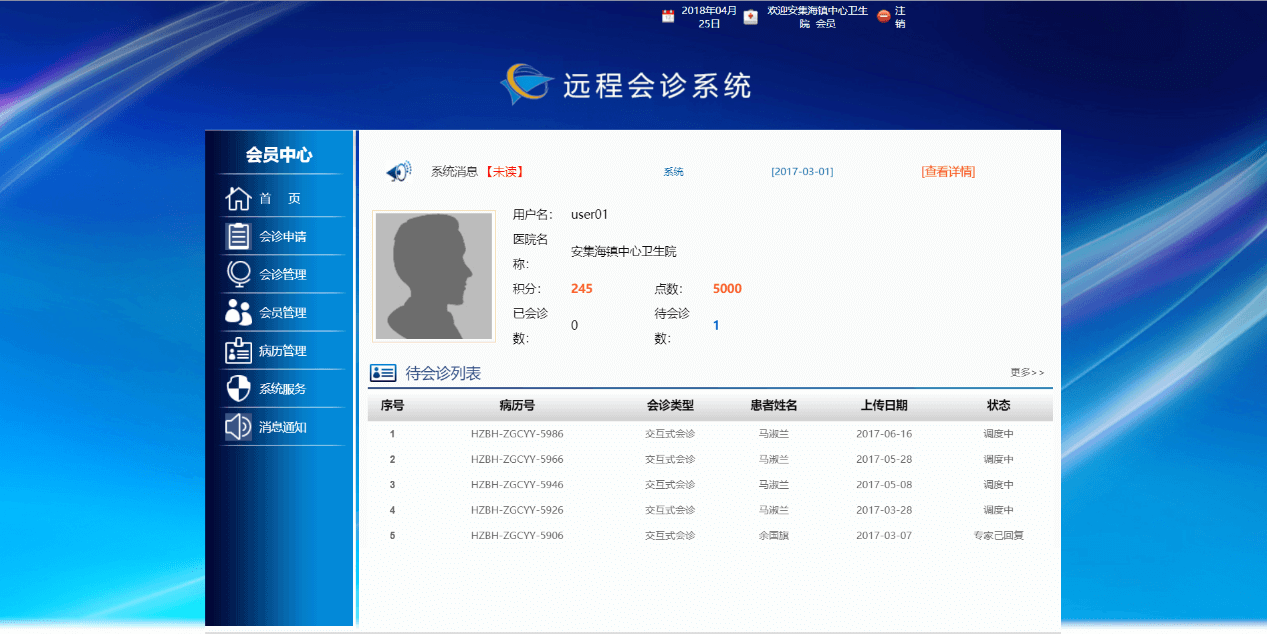 2018年04月
25日
欢迎安集海镇中心卫生
院 会员
注
销
远程会诊系统
会员中心
首 页
会诊申请
会诊管理
会员管理
病历管理
系统服务
消息通知
系统消息 【未读】 系统 [2017-03-01] [查看详情]
用户名: user01
医院名
称:
安集海镇中心卫生院
积分: 245 点数: 5000
已会诊
数:
0
待会诊
数:
1
待会诊列表 更多>>
序号 病历号 会诊类型 患者姓名 上传日期 状态
1 HZBH-ZGCYY-5986 交互式会诊 马淑兰 2017-06-16 调度中
2 HZBH-ZGCYY-5966 交互式会诊 马淑兰 2017-05-28 调度中
3 HZBH-ZGCYY-5946 交互式会诊 马淑兰 2017-05-08 调度中
4 HZBH-ZGCYY-5926 交互式会诊 马淑兰 2017-03-28 调度中
5 HZBH-ZGCYY-5906 交互式会诊 余国旗 2017-03-07 专家已回复